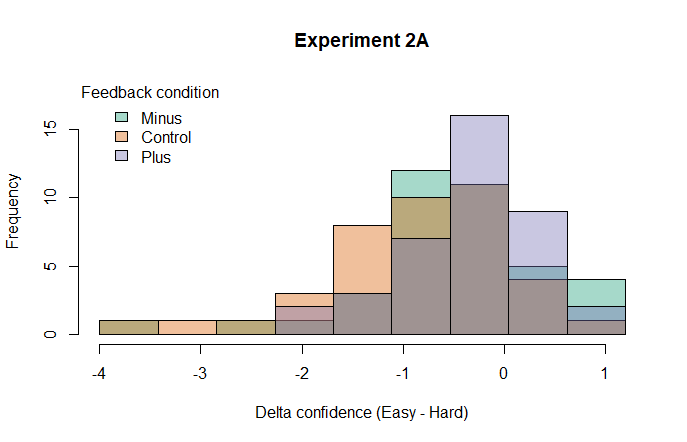 Experiment 2A
Feedback condition
Minus
Control
Plus
Frequency
15
10
5
0
-4 -3 -2 -1 0 1
Delta confidence (Easy - Hard)